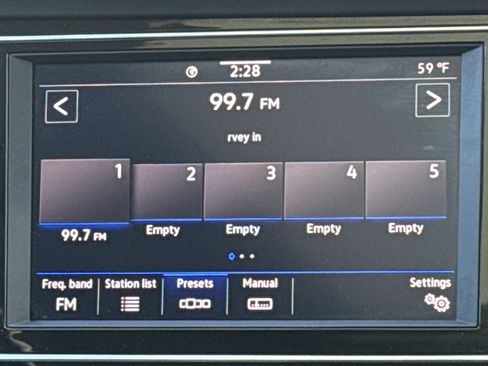 2:28
59 °F
<
99.7 FM
>
rvey in
1
2
3
4
5
99.7 FM
Empty
Empty
Empty
Empty
Freq. band
Station list
Presets
Manual
Settings
FM